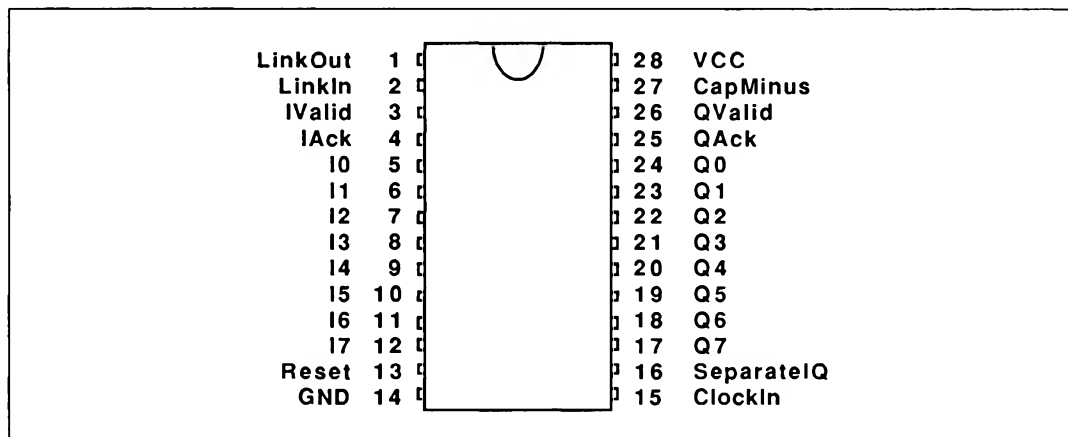 LinkOut 1 28 VCC
LinkIn 2 27 CapMinus
IValid 3 26 QValid
IAck 4 25 QAck
I0 5 24 Q0
I1 6 23 Q1
I2 7 22 Q2
I3 8 21 Q3
I4 9 20 Q4
I5 10 19 Q5
I6 11 18 Q6
I7 12 17 Q7
Reset 13 16 SeparateIQ
GND 14 15 ClockIn